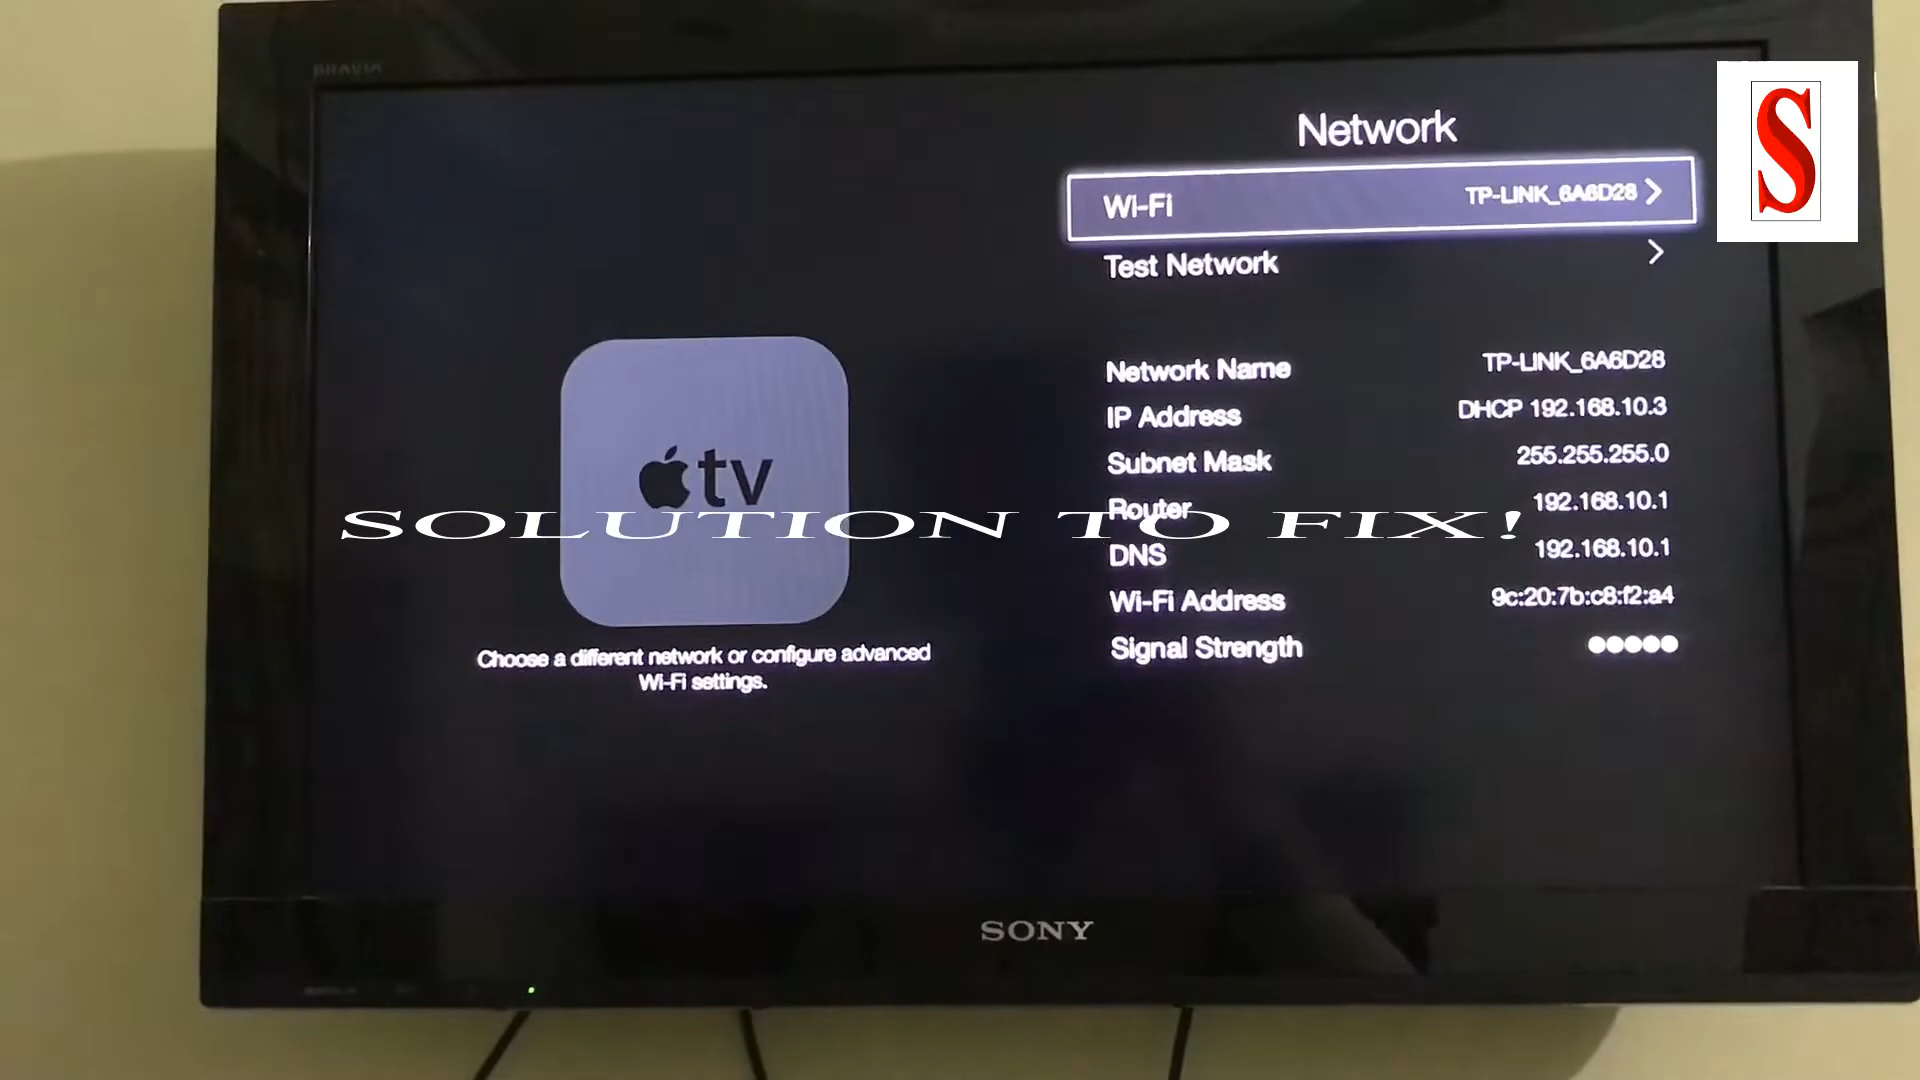 Network
Wi-Fi TP-LINK_6A6D28
Test Network
Network Name TP-LINK_6A6D28
IP Address DHCP 192.168.10.3
Subnet Mask 255.255.255.0
Router 192.168.10.1
DNS 192.168.10.1
Wi-Fi Address 9c:20:7b:c8:f2:a4
Signal Strength
tv
Choose a different network or configure advanced
Wi-Fi settings.
SOLUTION TO FIX!
S
SONY